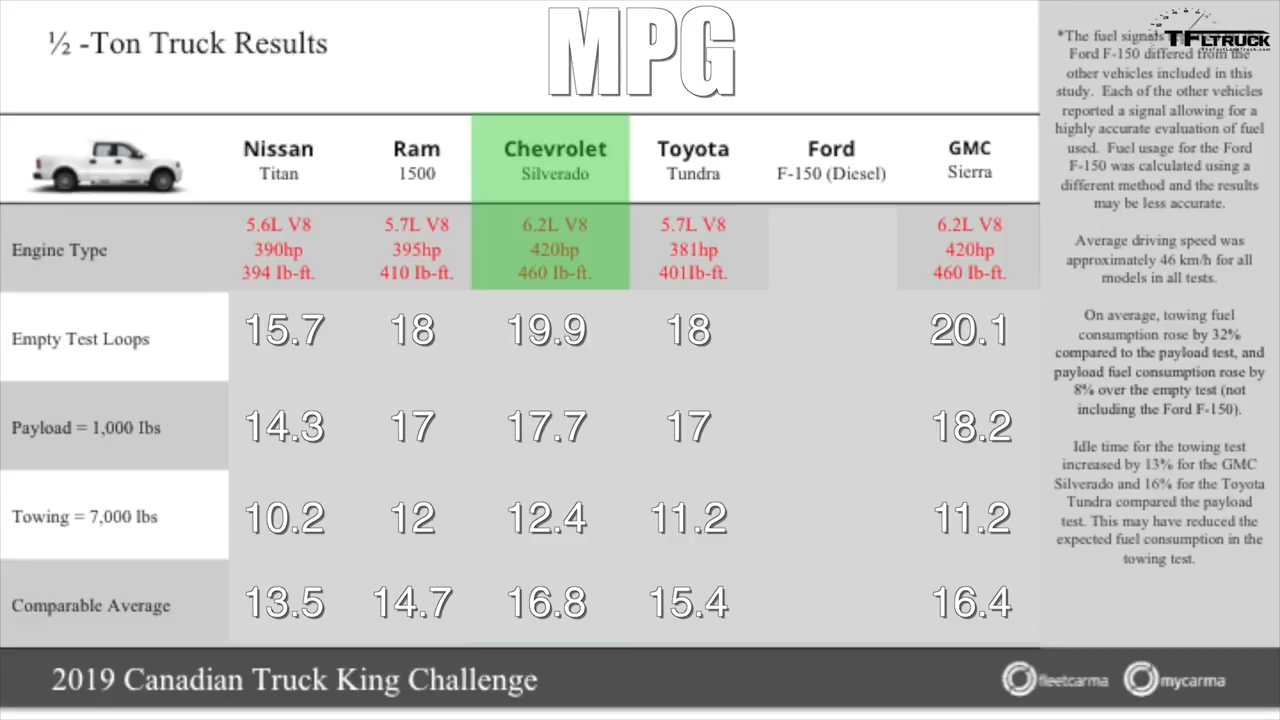 ½ -Ton Truck Results
MPG
TFLTRUCK
TheFastLaneTruck.com
Nissan Ram Chevrolet Toyota Ford GMC
Titan 1500 Silverado Tundra F-150 (Diesel) Sierra
Engine Type
5.6L V8 5.7L V8 6.2L V8 5.7L V8 6.2L V8
390hp 395hp 420hp 381hp 420hp
394 lb-ft. 410 lb-ft. 460 lb-ft. 401lb-ft. 460 lb-ft.
Empty Test Loops 15.7 18 19.9 18 20.1
Payload = 1,000 lbs 14.3 17 17.7 17 18.2
Towing = 7,000 lbs 10.2 12 12.4 11.2 11.2
Comparable Average 13.5 14.7 16.8 15.4 16.4
*The fuel signals
Ford F-150 differed from the
other vehicles included in this
study. Each of the other vehicles
reported a signal allowing for a
highly accurate evaluation of fuel
used. Fuel usage for the Ford
F-150 was calculated using a
different method and the results
may be less accurate.
Average driving speed was
approximately 46 km/h for all
models in all tests.
On average, towing fuel
consumption rose by 32%
compared to the payload test, and
payload fuel consumption rose by
8% over the empty test (not
including the Ford F-150).
Idle time for the towing test
increased by 13% for the GMC
Silverado and 16% for the Toyota
Tundra compared the payload
test. This may have reduced the
expected fuel consumption in the
towing test.
2019 Canadian Truck King Challenge
fleetcarma mycarma